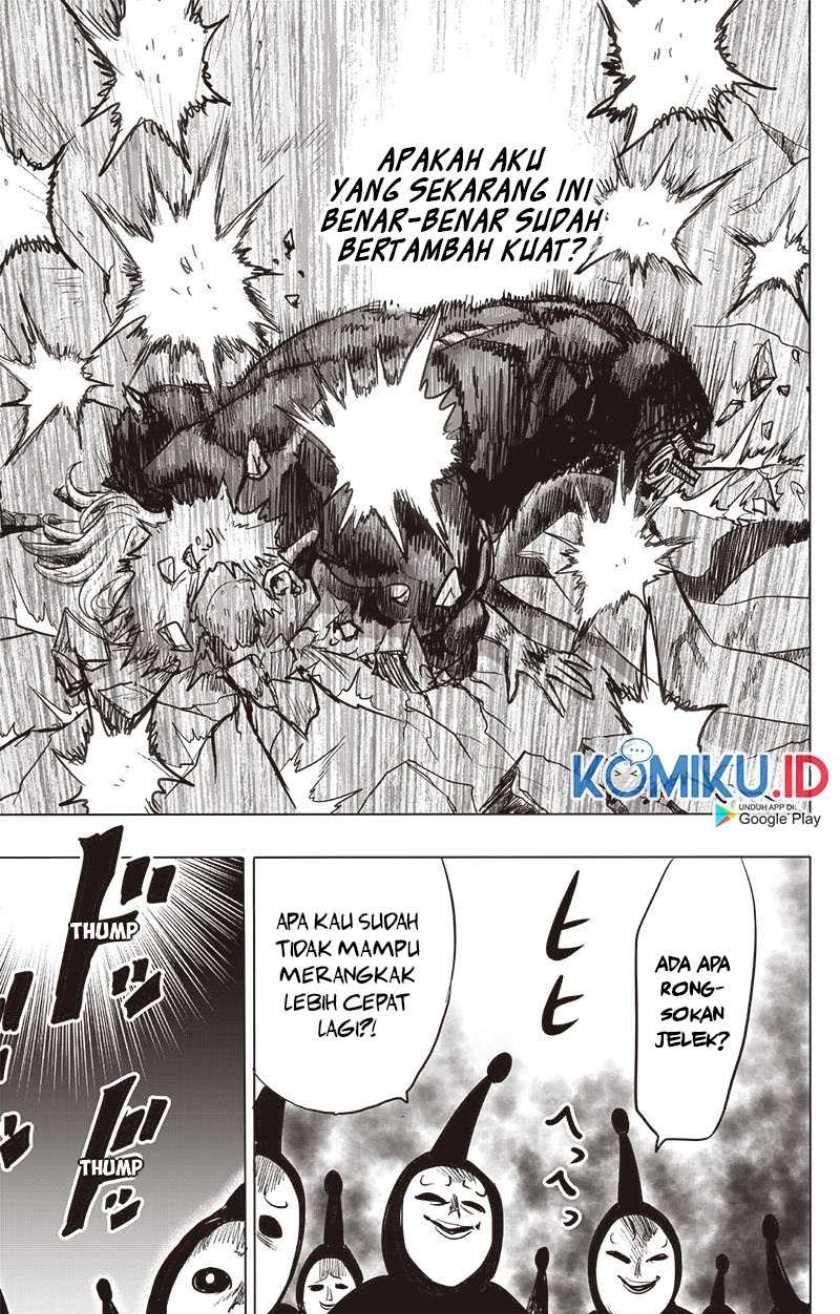 APAKAH AKU
YANG SEKARANG INI
BENAR-BENAR SUDAH
BERTAMBAH KUAT?
KOMIKU.ID
UNDUH APP DI
Google Play
ADA APA
RONG-
SOKAN
JELEK?
ヒヒ
APA KAU SUDAH
TIDAK MAMPU
MERANGKAK
LEBIH CEPAT
LAGI?!
へっへっ
ドッ
THUMP
ドッ
THUMP